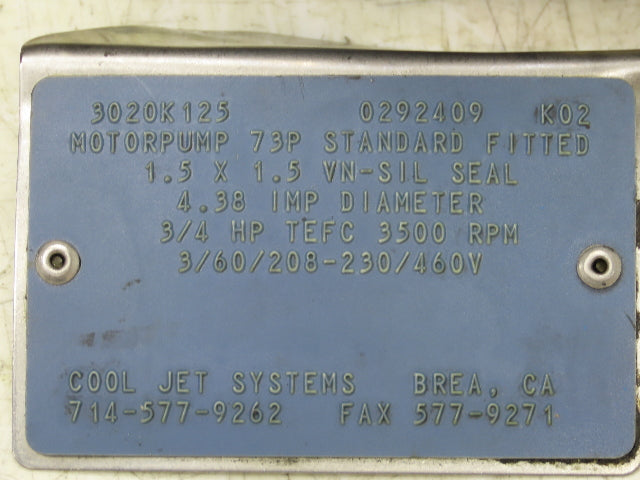 3020K125 0292409 K02
MOTORPUMP 73P STANDARD FITTED
1.5 X 1.5 VN-SIL SEAL
4.38 IMP DIAMETER
3/4 HP TEFC 3500 RPM
3/60/208-230/460V
COOL JET SYSTEMS BREA, CA
714-577-9262 FAX 577-9271